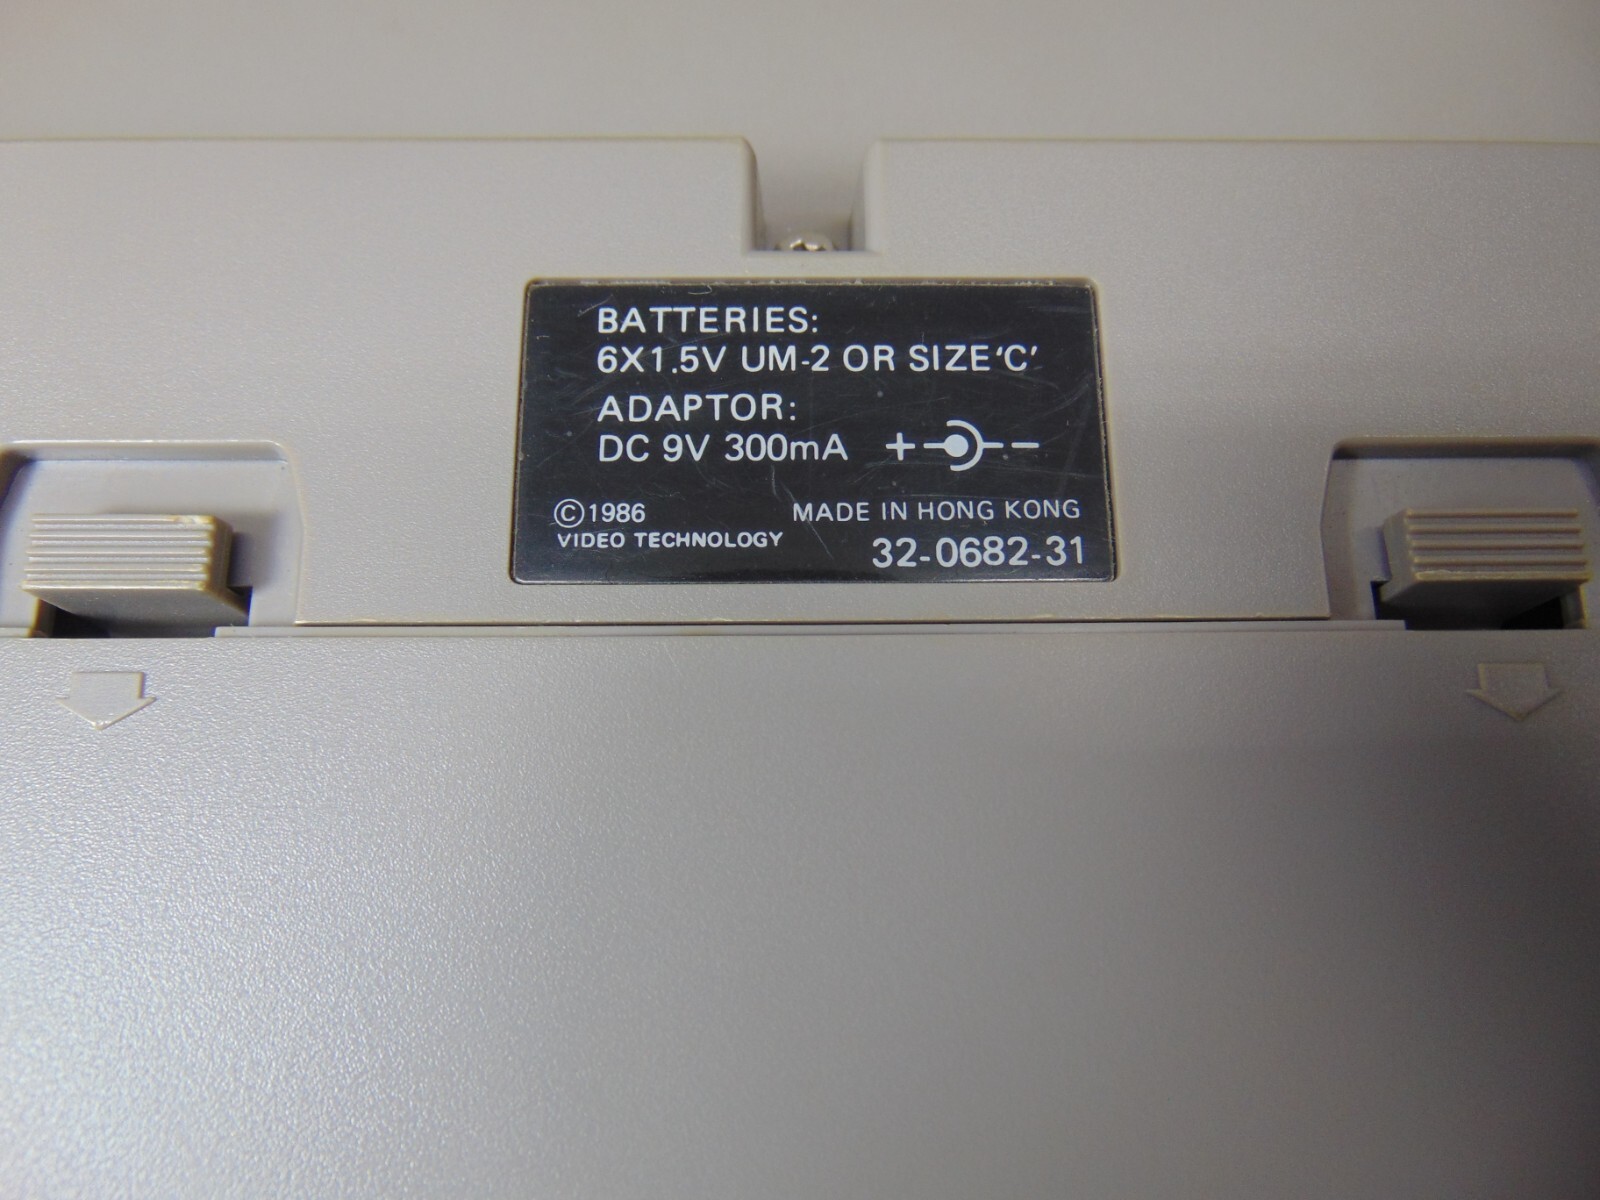 BATTERIES:
6X1.5V UM-2 OR SIZE 'C'
ADAPTOR:
DC 9V 300mA + -
©1986 MADE IN HONG KONG
VIDEO TECHNOLOGY 32-0682-31